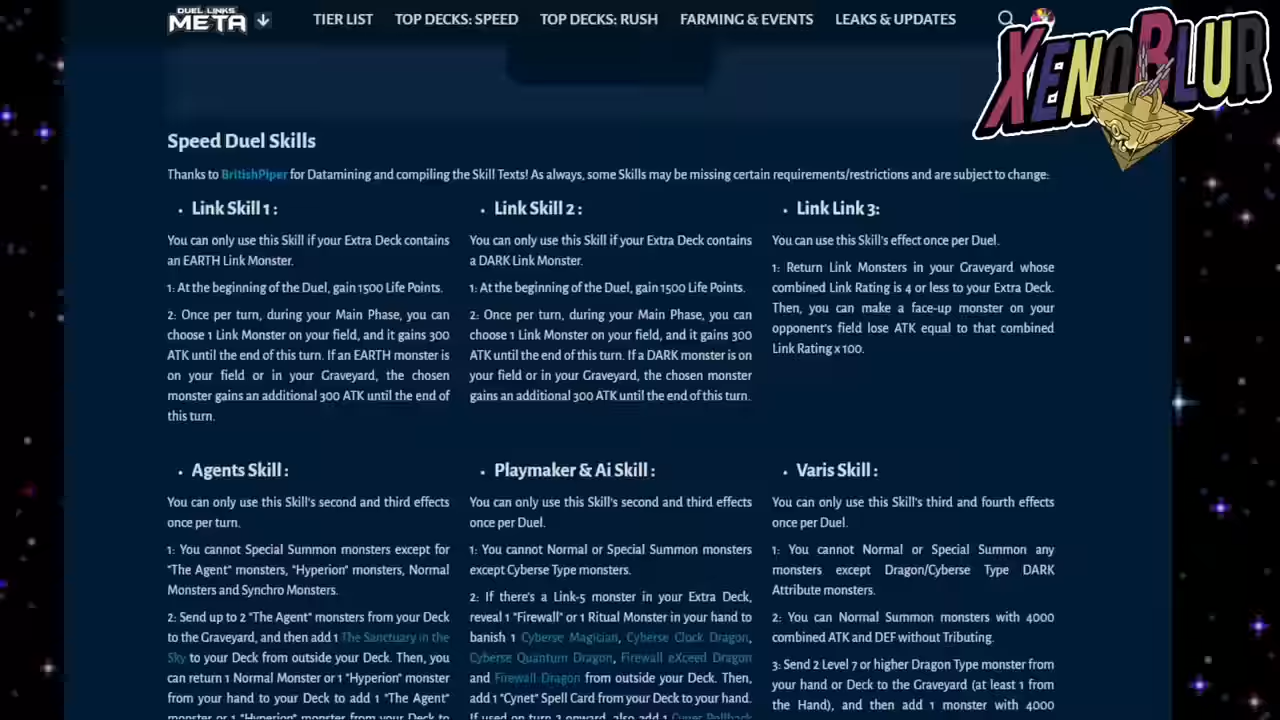 DUEL LINKS
META
TIER LIST
TOP DECKS: SPEED
TOP DECKS: RUSH
FARMING & EVENTS
LEAKS & UPDATES
XENOBLUR
Speed Duel Skills
Thanks to BritishPiper for Datamining and compiling the Skill Texts! As always, some Skills may be missing certain requirements/restrictions and are subject to change:
• Link Skill 1 :
You can only use this Skill if your Extra Deck contains
an EARTH Link Monster.
1: At the beginning of the Duel, gain 1500 Life Points.
2: Once per turn, during your Main Phase, you can
choose 1 Link Monster on your field, and it gains 300
ATK until the end of this turn. If an EARTH monster is
on your field or in your Graveyard, the chosen
monster gains an additional 300 ATK until the end of
this turn.
• Link Skill 2 :
You can only use this Skill if your Extra Deck contains
a DARK Link Monster.
1: At the beginning of the Duel, gain 1500 Life Points.
2: Once per turn, during your Main Phase, you can
choose 1 Link Monster on your field, and it gains 300
ATK until the end of this turn. If a DARK monster is on
your field or in your Graveyard, the chosen monster
gains an additional 300 ATK until the end of this turn.
• Link Link 3:
You can use this Skill's effect once per Duel.
1: Return Link Monsters in your Graveyard whose
combined Link Rating is 4 or less to your Extra Deck.
Then, you can make a face-up monster on your
opponent's field lose ATK equal to that combined
Link Rating x 100.
• Agents Skill :
You can only use this Skill's second and third effects
once per turn.
1: You cannot Special Summon monsters except for
"The Agent" monsters, "Hyperion" monsters, Normal
Monsters and Synchro Monsters.
2: Send up to 2 "The Agent" monsters from your Deck
to the Graveyard, and then add 1 The Sanctuary in the
Sky to your Deck from outside your Deck. Then, you
can return 1 Normal Monster or 1 "Hyperion" monster
from your hand to your Deck to add 1 "The Agent"
monster or 1 "Hyperion" monster from your Deck to
• Playmaker & Ai Skill :
You can only use this Skill's second and third effects
once per Duel.
1: You cannot Normal or Special Summon monsters
except Cyberse Type monsters.
2: If there's a Link-5 monster in your Extra Deck,
reveal 1 "Firewall" or 1 Ritual Monster in your hand to
banish 1 Cyberse Magician, Cyberse Clock Dragon,
Cyberse Quantum Dragon, Firewall eXceed Dragon
and Firewall Dragon from outside your Deck. Then,
add 1 "Cynet" Spell Card from your Deck to your hand.
If used on turn 3 onward, also add 1 Cynet Rollback
• Varis Skill :
You can only use this Skill's third and fourth effects
once per Duel.
1: You cannot Normal or Special Summon any
monsters except Dragon/Cyberse Type DARK
Attribute monsters.
2: You can Normal Summon monsters with 4000
combined ATK and DEF without Tributing.
3: Send 2 Level 7 or higher Dragon Type monster from
your hand or Deck to the Graveyard (at least 1 from
the Hand), and then add 1 monster with 4000